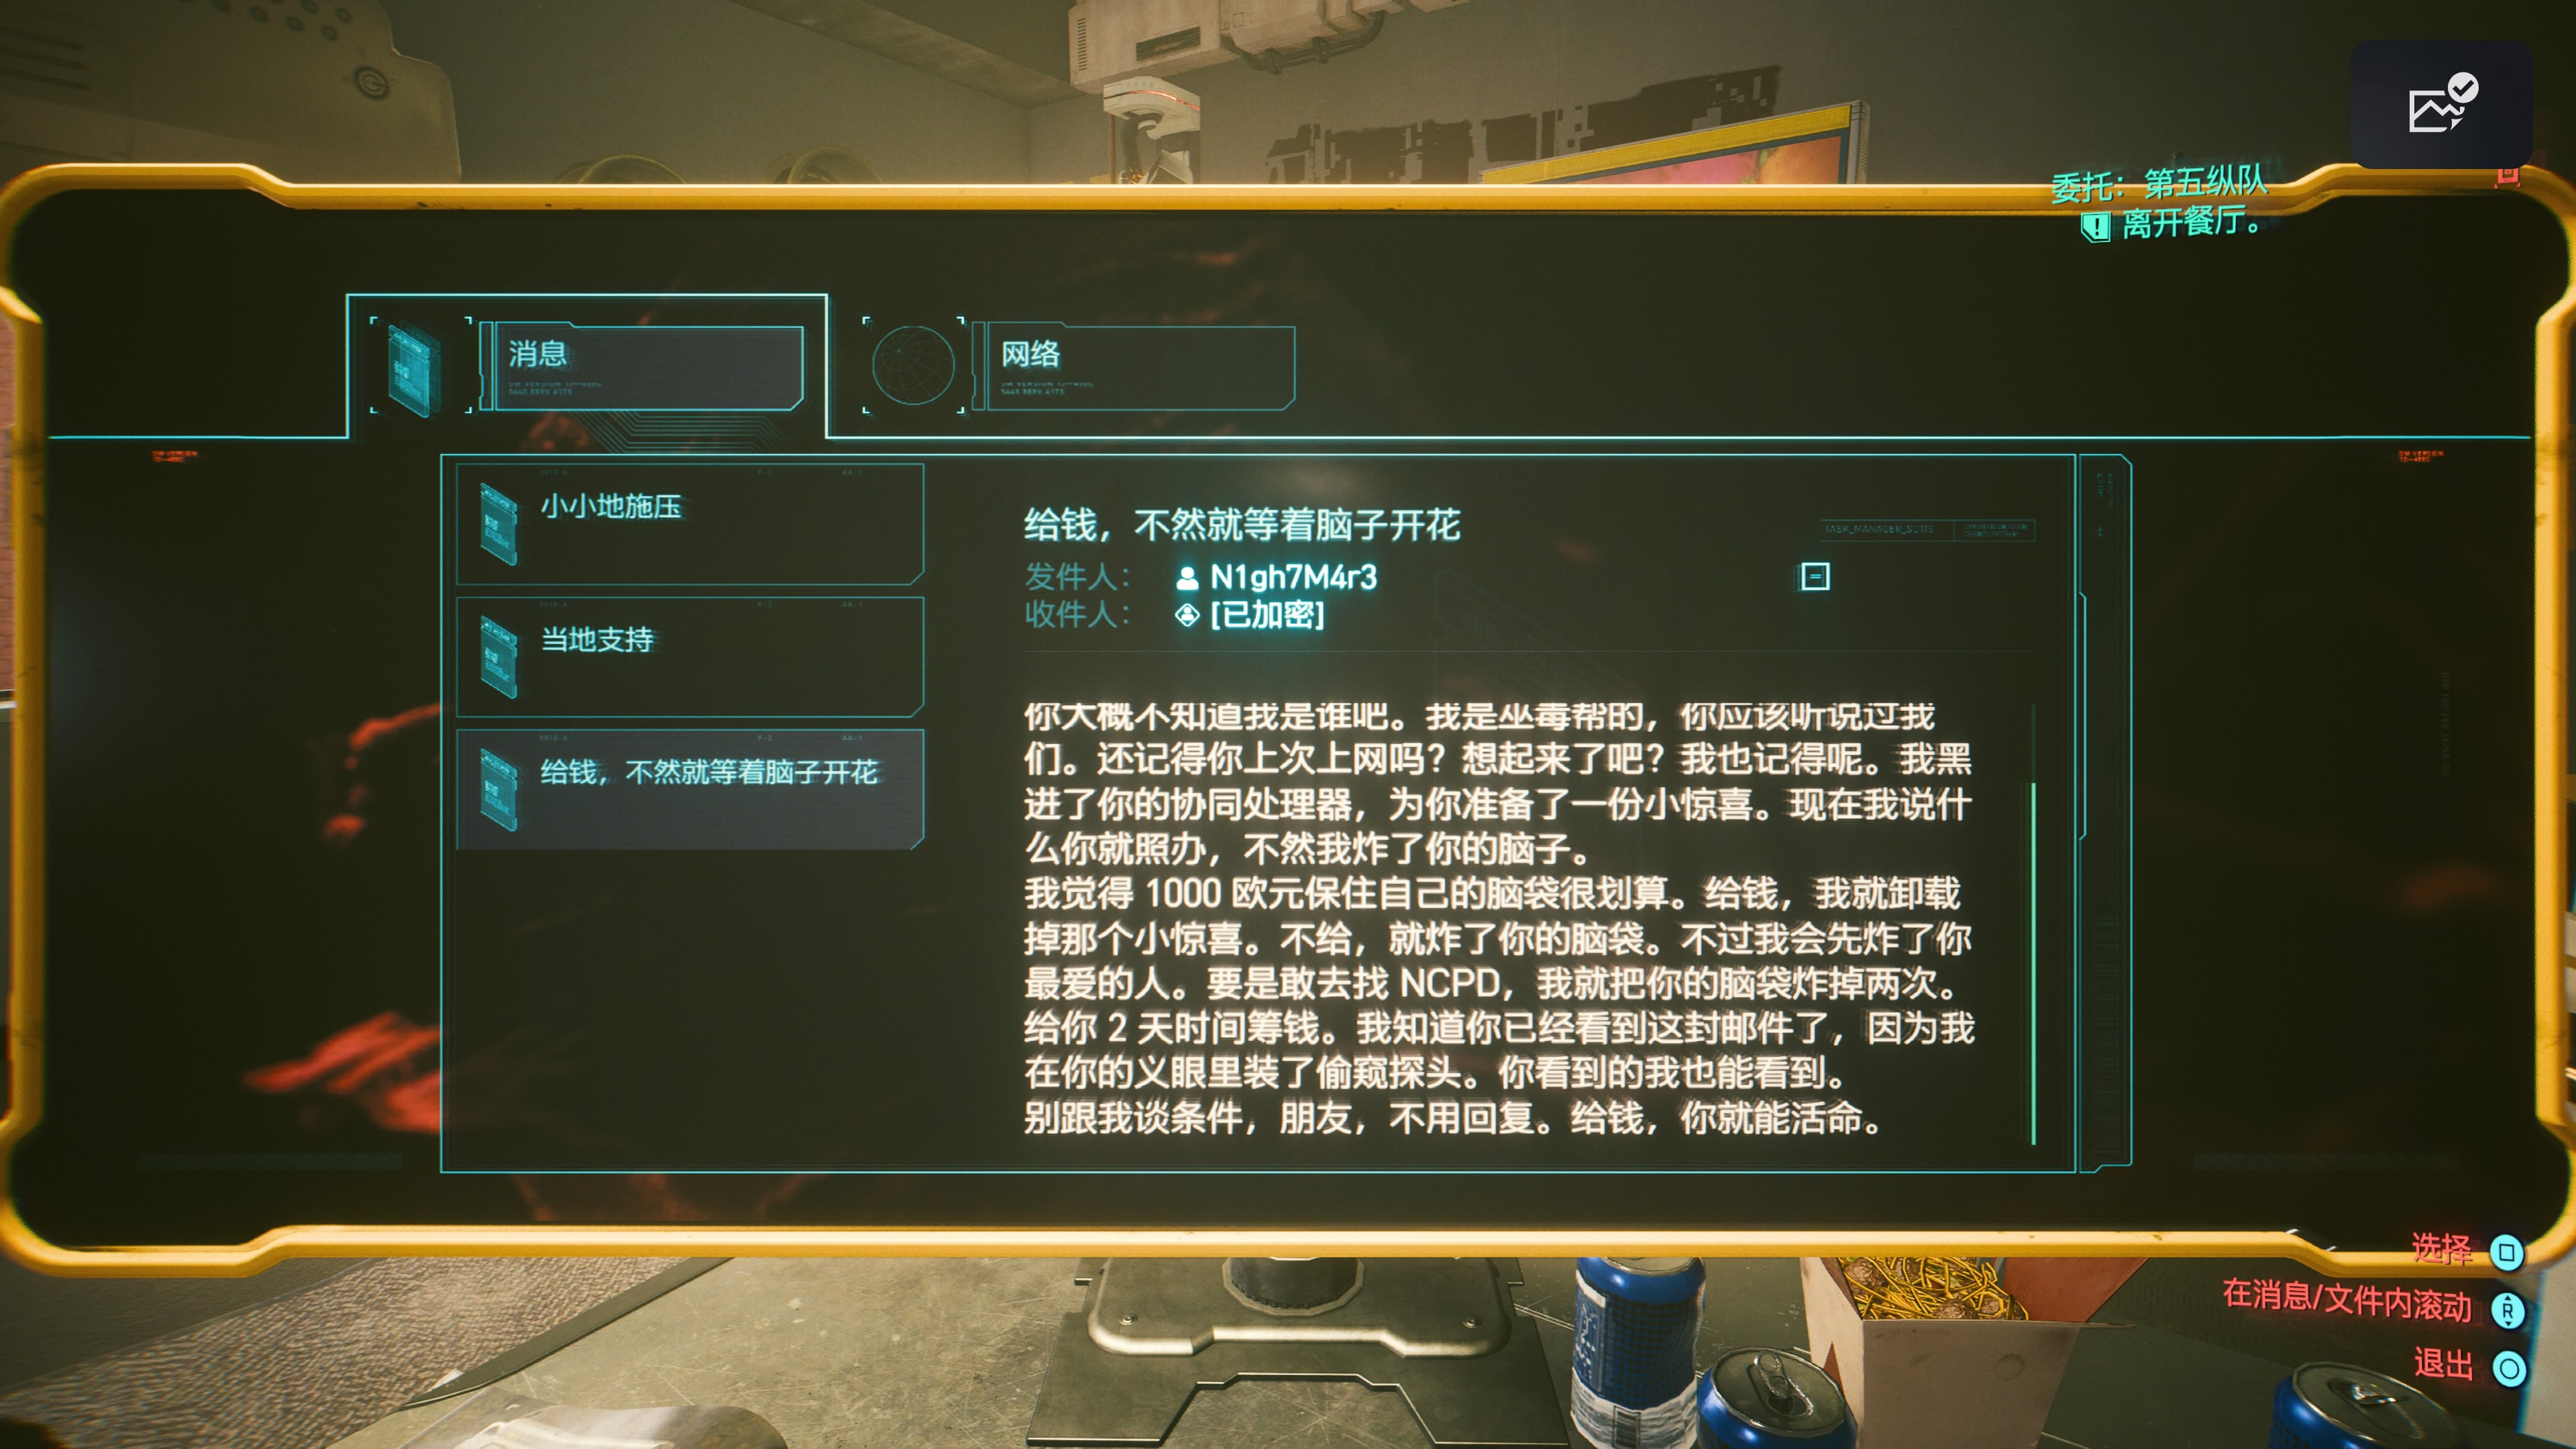 委托：第五纵队
离开餐厅。
消息
网络
小小地施压
当地支持
给钱，不然就等着脑子开花
给钱，不然就等着脑子开花
TASK_MANAGER_SUITE
发件人： N1gh7M4r3
收件人： [已加密]
你大概不知道我是谁吧。我是巫毒帮的，你应该听说过我
们。还记得你上次上网吗？想起来了吧？我也记得呢。我黑
进了你的协同处理器，为你准备了一份小惊喜。现在我说什
么你就照办，不然我炸了你的脑子。
我觉得 1000 欧元保住自己的脑袋很划算。给钱，我就卸载
掉那个小惊喜。不给，就炸了你的脑袋。不过我会先炸了你
最爱的人。要是敢去找 NCPD，我就把你的脑袋炸掉两次。
给你 2 天时间筹钱。我知道你已经看到这封邮件了，因为我
在你的义眼里装了偷窥探头。你看到的我也能看到。
别跟我谈条件，朋友，不用回复。给钱，你就能活命。
选择
在消息/文件内滚动 R
退出